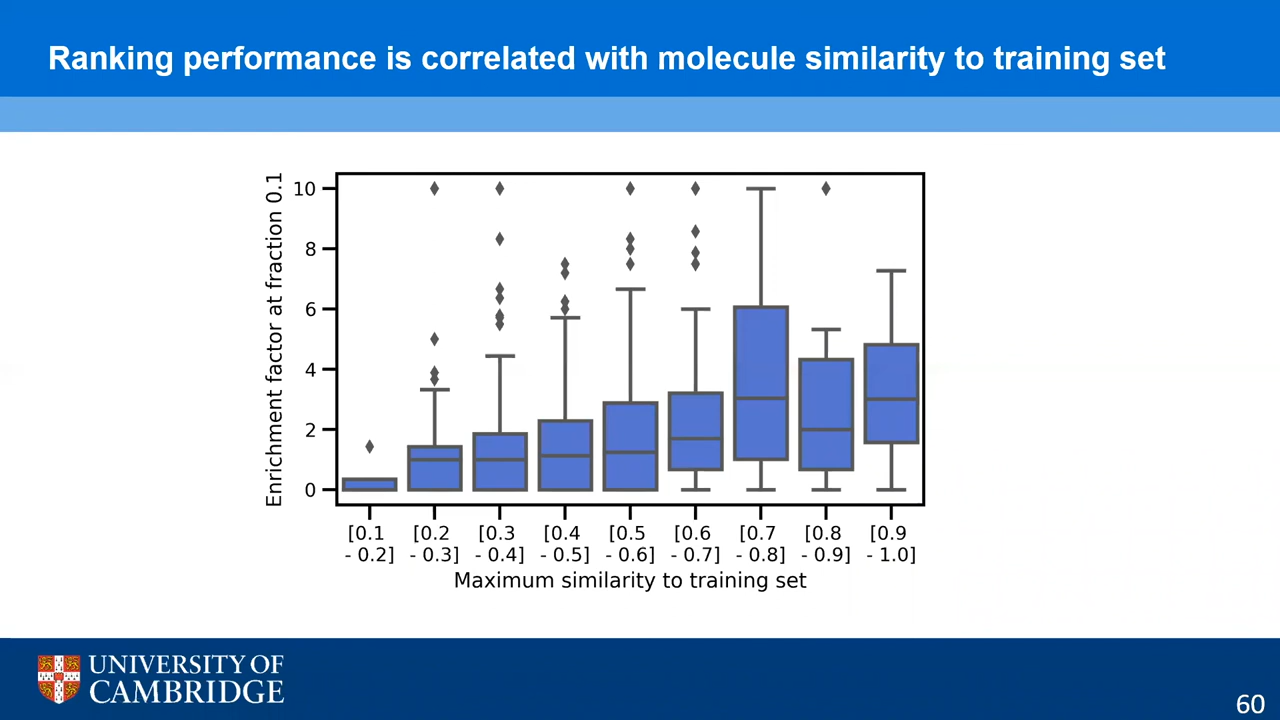 Ranking performance is correlated with molecule similarity to training set
Enrichment factor at fraction 0.1
10
8
6
4
2
0
[0.1 - 0.2]
[0.2 - 0.3]
[0.3 - 0.4]
[0.4 - 0.5]
[0.5 - 0.6]
[0.6 - 0.7]
[0.7 - 0.8]
[0.8 - 0.9]
[0.9 - 1.0]
Maximum similarity to training set
UNIVERSITY OF
CAMBRIDGE
60